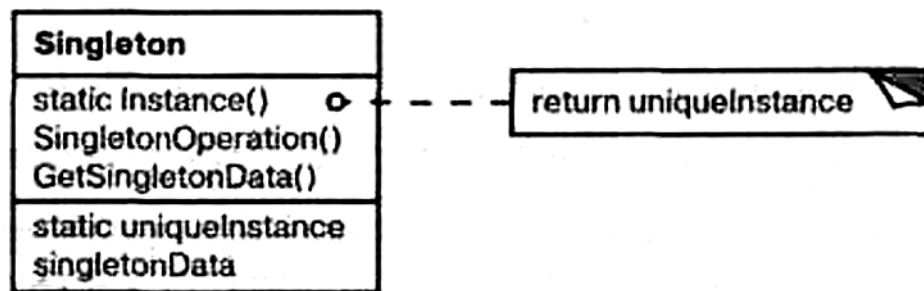 Singleton
static Instance()
SingletonOperation()
GetSingletonData()
static uniqueInstance
singletonData
return uniqueInstance